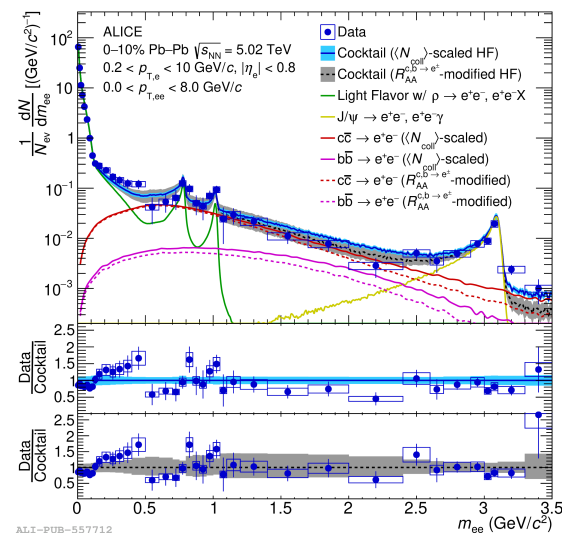 ALICE
0–10% Pb–Pb √sNN = 5.02 TeV
0.2 < pT,e < 10 GeV/c, |ηe| < 0.8
0.0 < pT,ee < 8.0 GeV/c
Data
Cocktail (⟨Ncoll⟩-scaled HF)
Cocktail (RAA^c,b→e±-modified HF)
Light Flavor w/ ρ → e+e−, e+e−X
J/ψ → e+e−, e+e−γ
cc̅ → e+e− (⟨Ncoll⟩-scaled)
bb̅ → e+e− (⟨Ncoll⟩-scaled)
cc̅ → e+e− (RAA^c,b→e±-modified)
bb̅ → e+e− (RAA^c,b→e±-modified)
1/Nev dN/dmee [(GeV/c²)−1]
10²
10
1
10−1
10−2
10−3
Data
Cocktail
2.5
2
1.5
1
0.5
Data
Cocktail
2.5
2
1.5
1
0.5
0 0.5 1 1.5 2 2.5 3 3.5
mee (GeV/c²)
ALI-PUB-557712